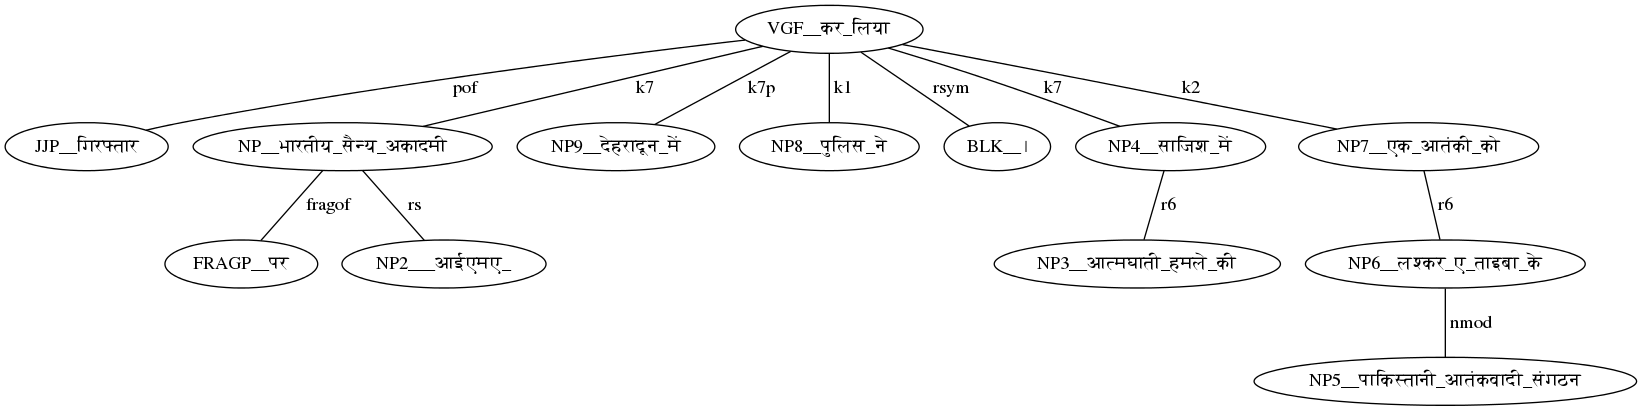 VGF__कर_लिया
pof k7 k7p k1 rsym k7 k2
JJP__गिरफ्तार NP__भारतीय_सैन्य_अकादमी NP9__देहरादून_में NP8__पुलिस_ने BLK__। NP4__साजिश_में NP7__एक_आतंकी_को
fragof rs r6 r6
FRAGP__पर NP2___आईएमए_ NP3__आत्मघाती_हमले_की NP6__लश्कर_ए_ताइबा_के
nmod
NP5__पाकिस्तानी_आतंकवादी_संगठन